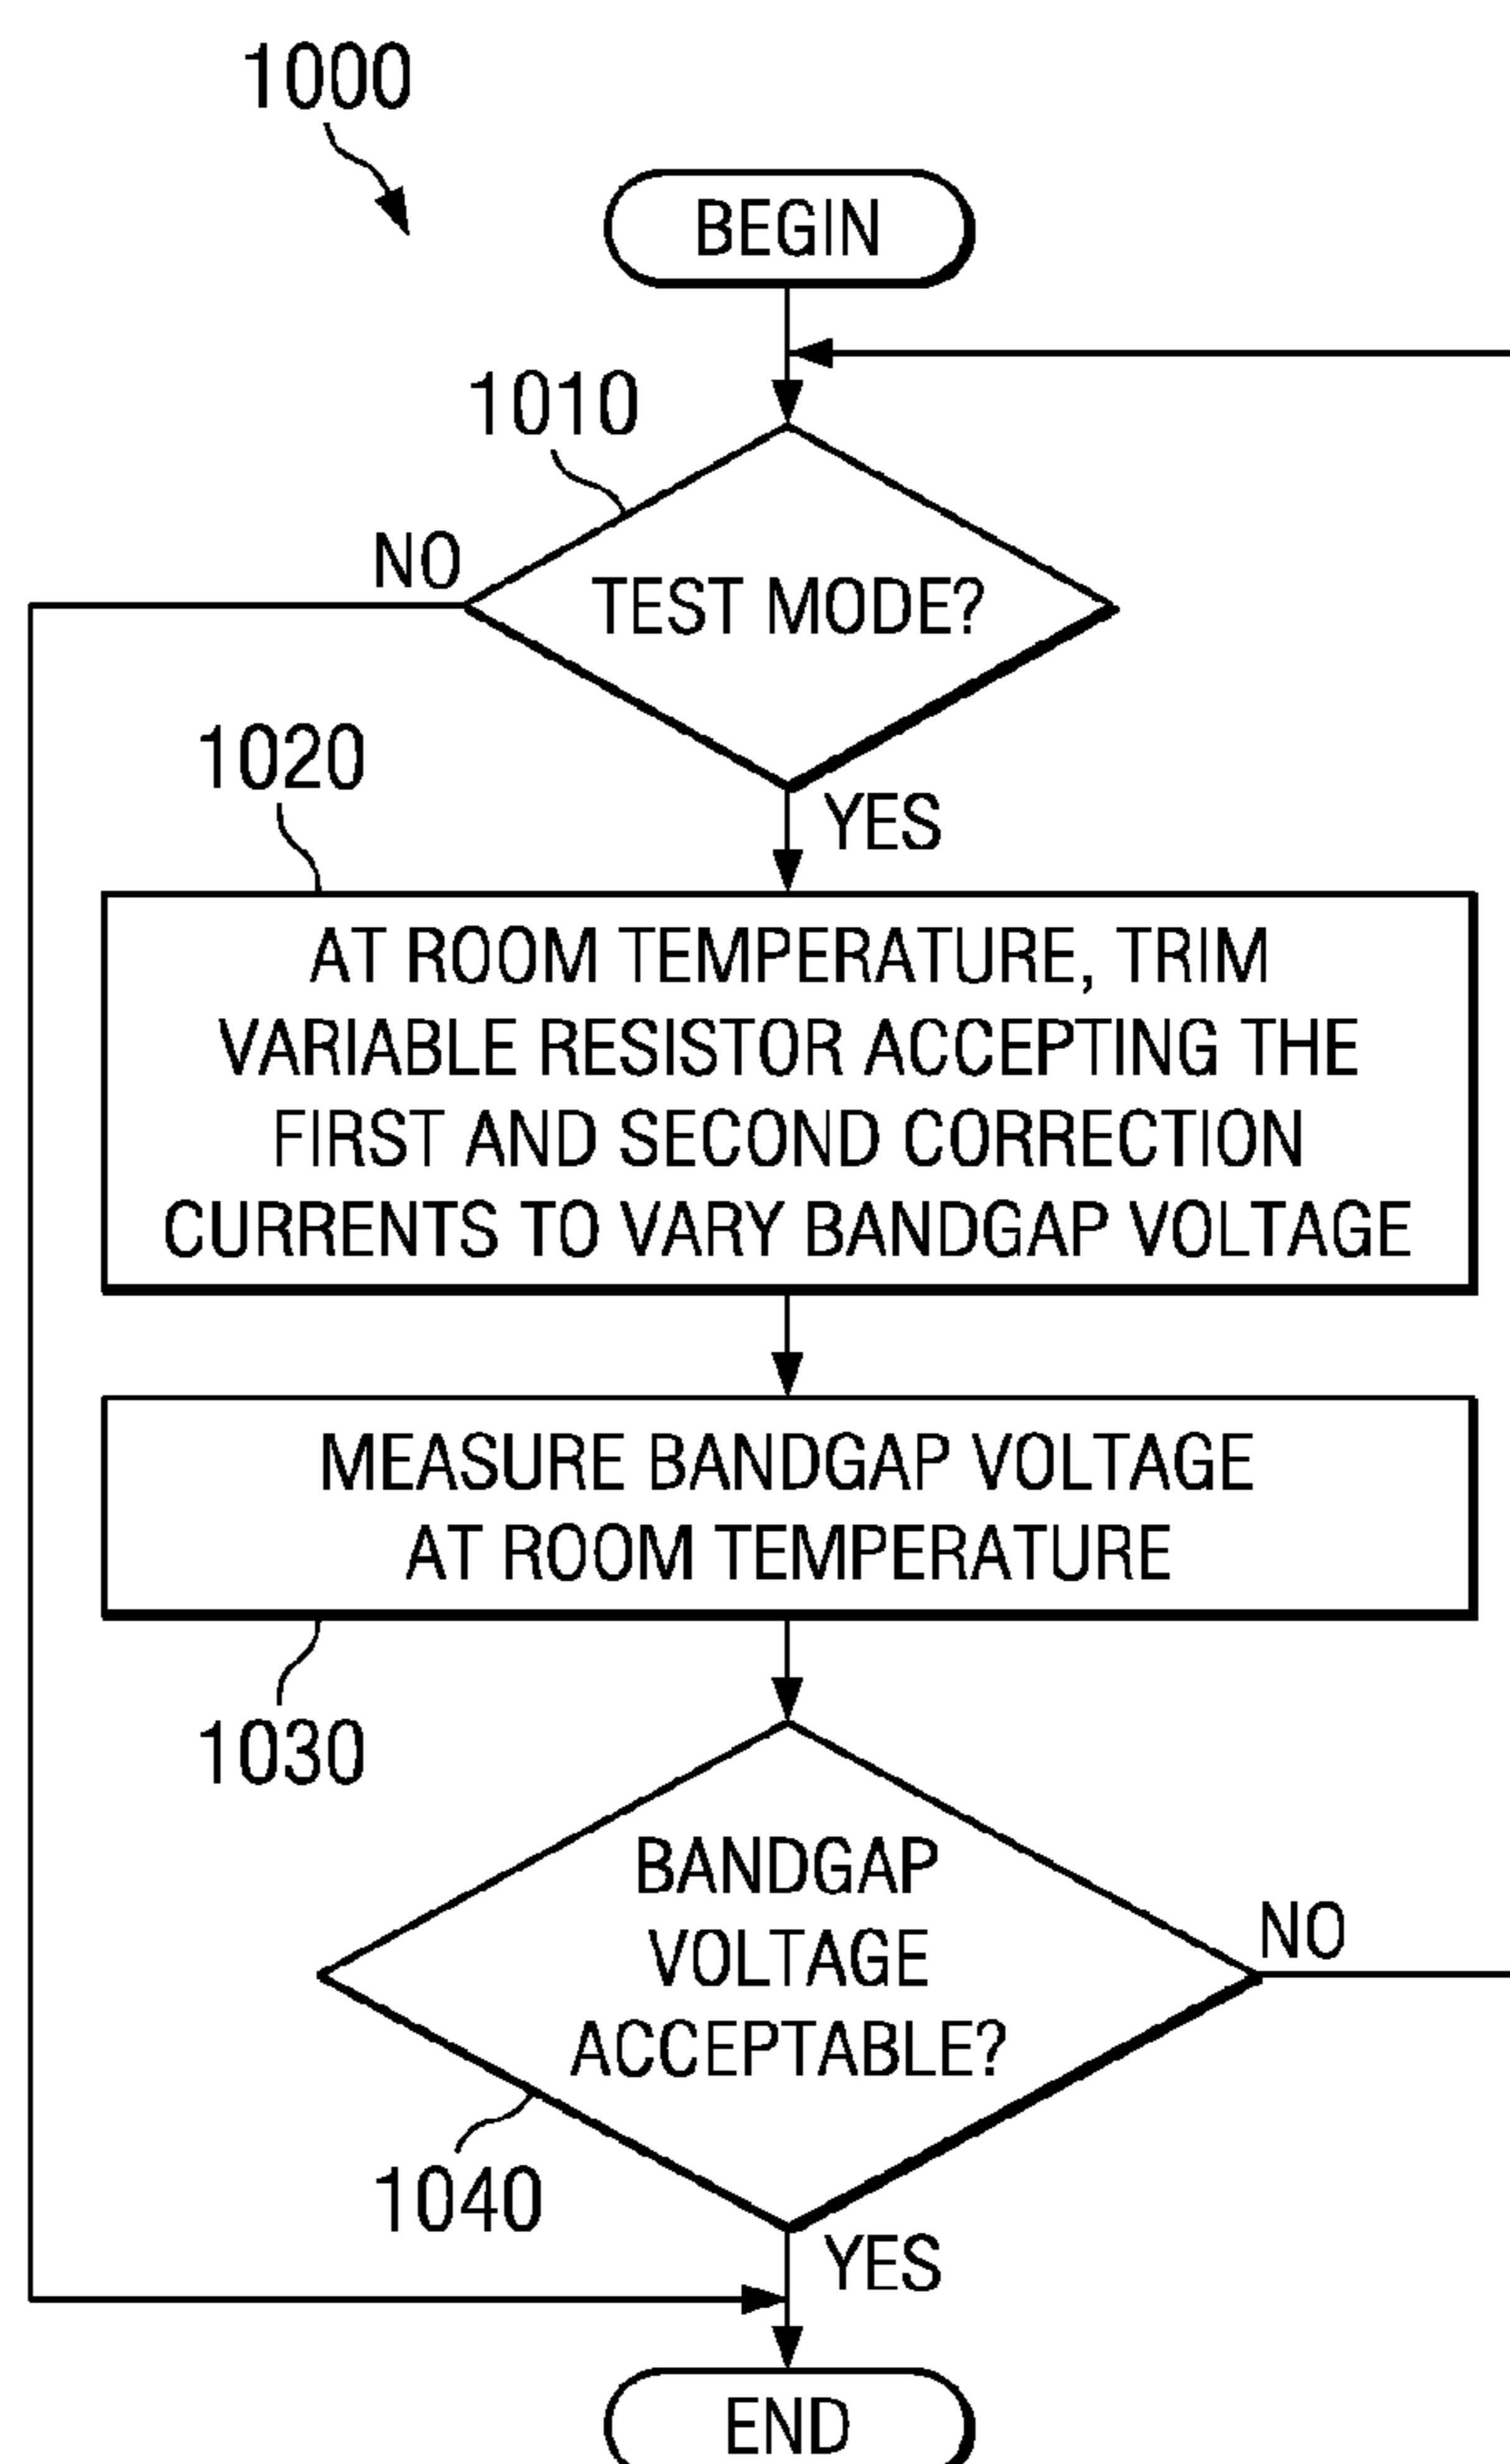 1000
BEGIN
1010
NO
TEST MODE?
YES
1020
AT ROOM TEMPERATURE, TRIM
VARIABLE RESISTOR ACCEPTING THE
FIRST AND SECOND CORRECTION
CURRENTS TO VARY BANDGAP VOLTAGE
MEASURE BANDGAP VOLTAGE
AT ROOM TEMPERATURE
1030
BANDGAP
VOLTAGE
ACCEPTABLE?
NO
1040
YES
END